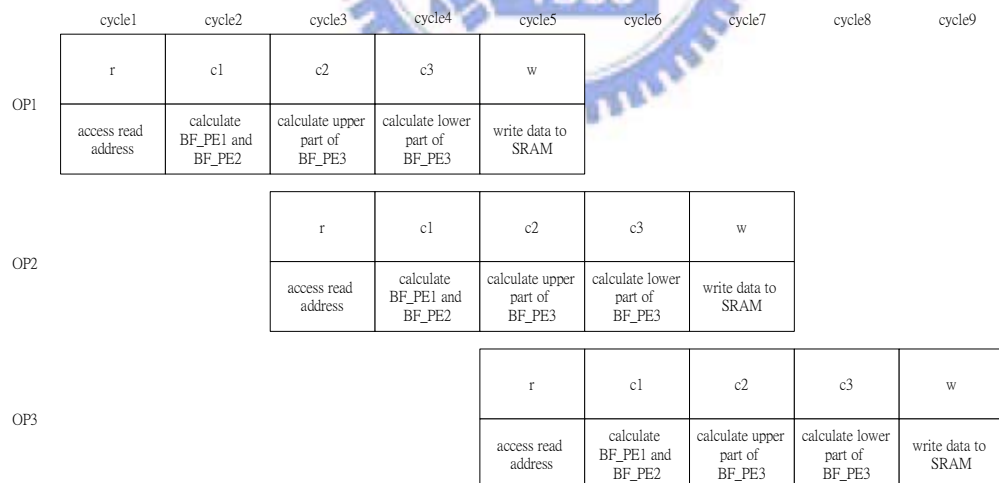 cycle1 cycle2 cycle3 cycle4 cycle5 cycle6 cycle7 cycle8 cycle9
OP1
r c1 c2 c3 w
access read address
calculate BF_PE1 and BF_PE2
calculate upper part of BF_PE3
calculate lower part of BF_PE3
write data to SRAM
OP2
r c1 c2 c3 w
access read address
calculate BF_PE1 and BF_PE2
calculate upper part of BF_PE3
calculate lower part of BF_PE3
write data to SRAM
OP3
r c1 c2 c3 w
access read address
calculate BF_PE1 and BF_PE2
calculate upper part of BF_PE3
calculate lower part of BF_PE3
write data to SRAM